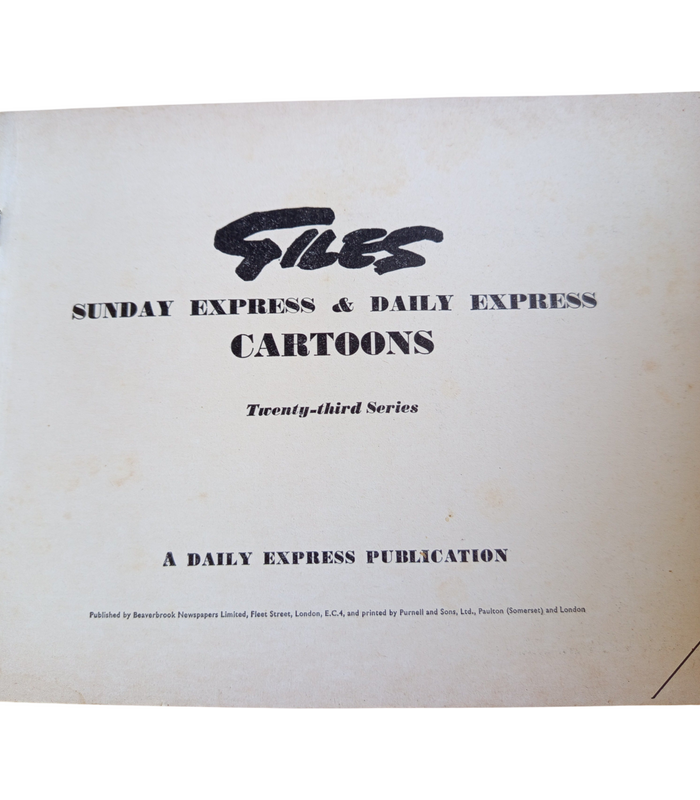 GILES
SUNDAY EXPRESS & DAILY EXPRESS
CARTOONS
Twenty-third Series
A DAILY EXPRESS PUBLICATION
Published by Beaverbrook Newspapers Limited, Fleet Street, London, E.C.4, and printed by Purnell and Sons, Ltd., Paulton (Somerset) and London